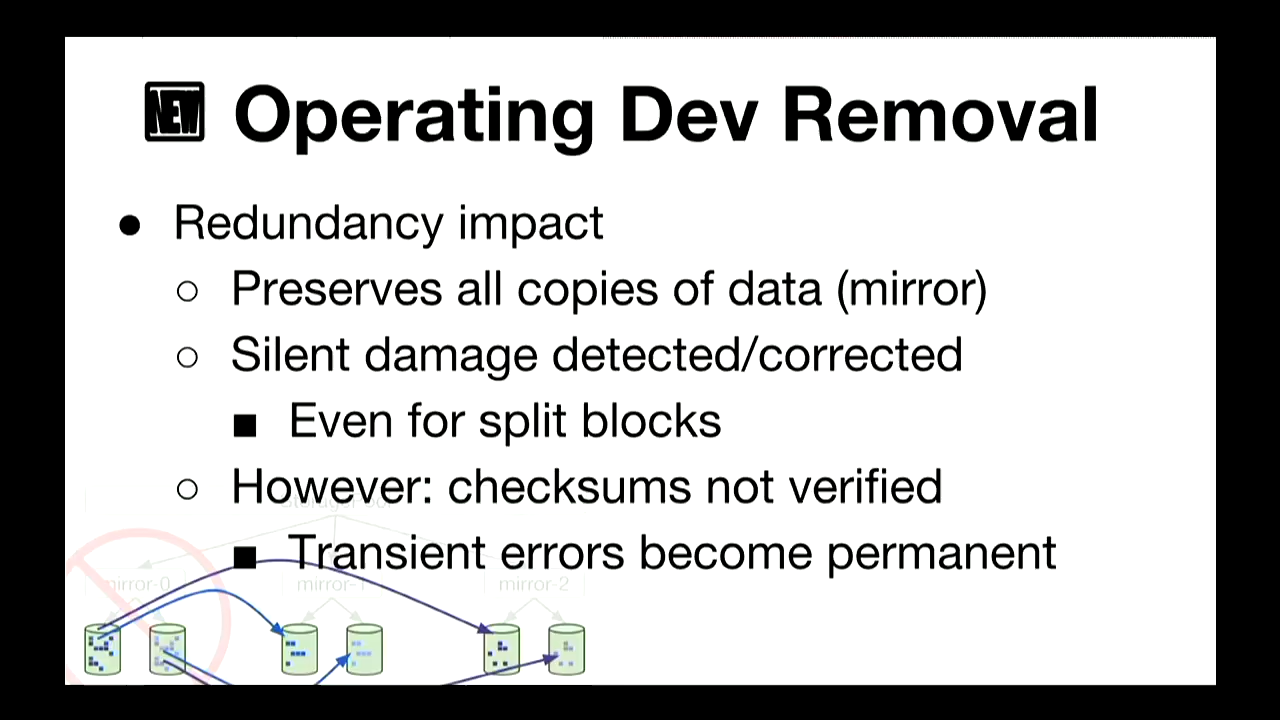 NEW Operating Dev Removal
● Redundancy impact
○ Preserves all copies of data (mirror)
○ Silent damage detected/corrected
■ Even for split blocks
○ However: checksums not verified
■ Transient errors become permanent
mirror-0 mirror-1 mirror-2